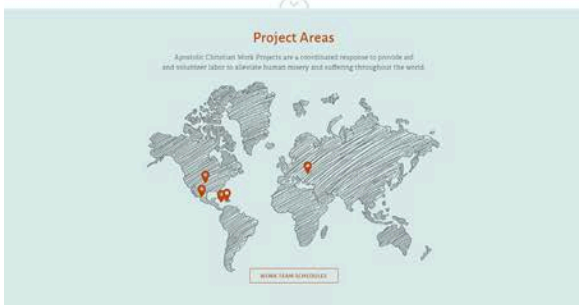 Project Areas
Apostolic Christian Work Projects are a coordinated response to provide aid
and volunteer labor to alleviate human misery and suffering throughout the world.
WORK TEAM SCHEDULES